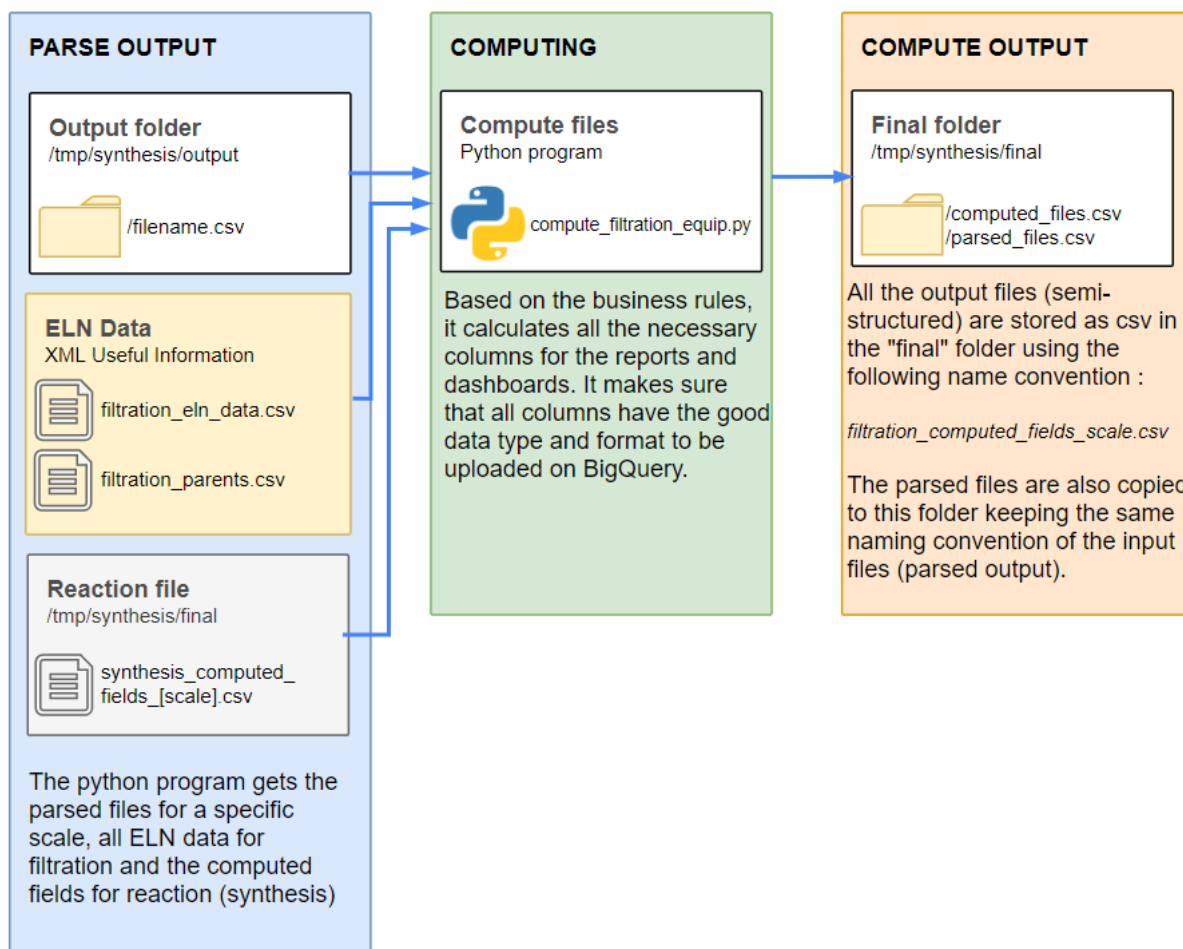 PARSE OUTPUT
Output folder
/tmp/synthesis/output
/filename.csv
ELN Data
XML Useful Information
filtration_eln_data.csv
filtration_parents.csv
Reaction file
/tmp/synthesis/final
synthesis_computed_
fields_[scale].csv
The python program gets the
parsed files for a specific
scale, all ELN data for
filtration and the computed
fields for reaction (synthesis)
COMPUTING
Compute files
Python program
compute_filtration_equip.py
Based on the business rules,
it calculates all the necessary
columns for the reports and
dashboards. It makes sure
that all columns have the good
data type and format to be
uploaded on BigQuery.
COMPUTE OUTPUT
Final folder
/tmp/synthesis/final
/computed_files.csv
/parsed_files.csv
All the output files (semi-
structured) are stored as csv in
the "final" folder using the
following name convention :
filtration_computed_fields_scale.csv
The parsed files are also copied
to this folder keeping the same
naming convention of the input
files (parsed output).